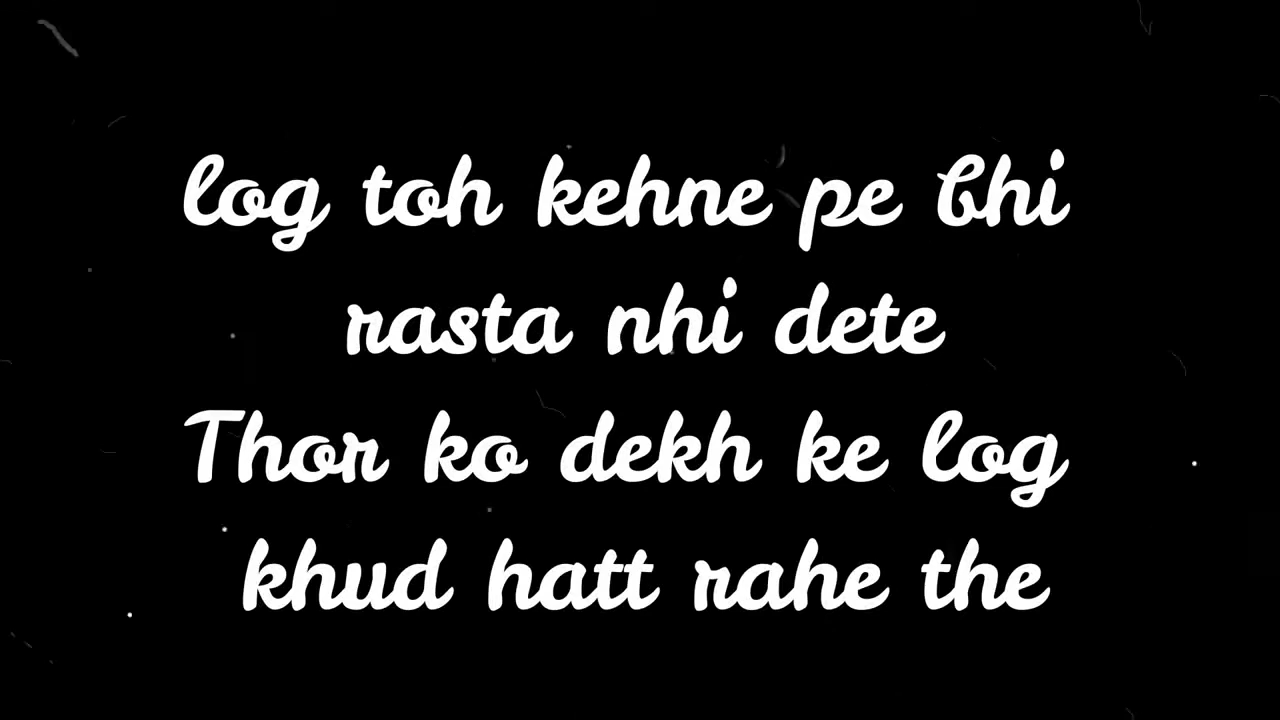 log toh kehne pe bhi
rasta nhi dete
Thor ko dekh ke log
khud hatt rahe the